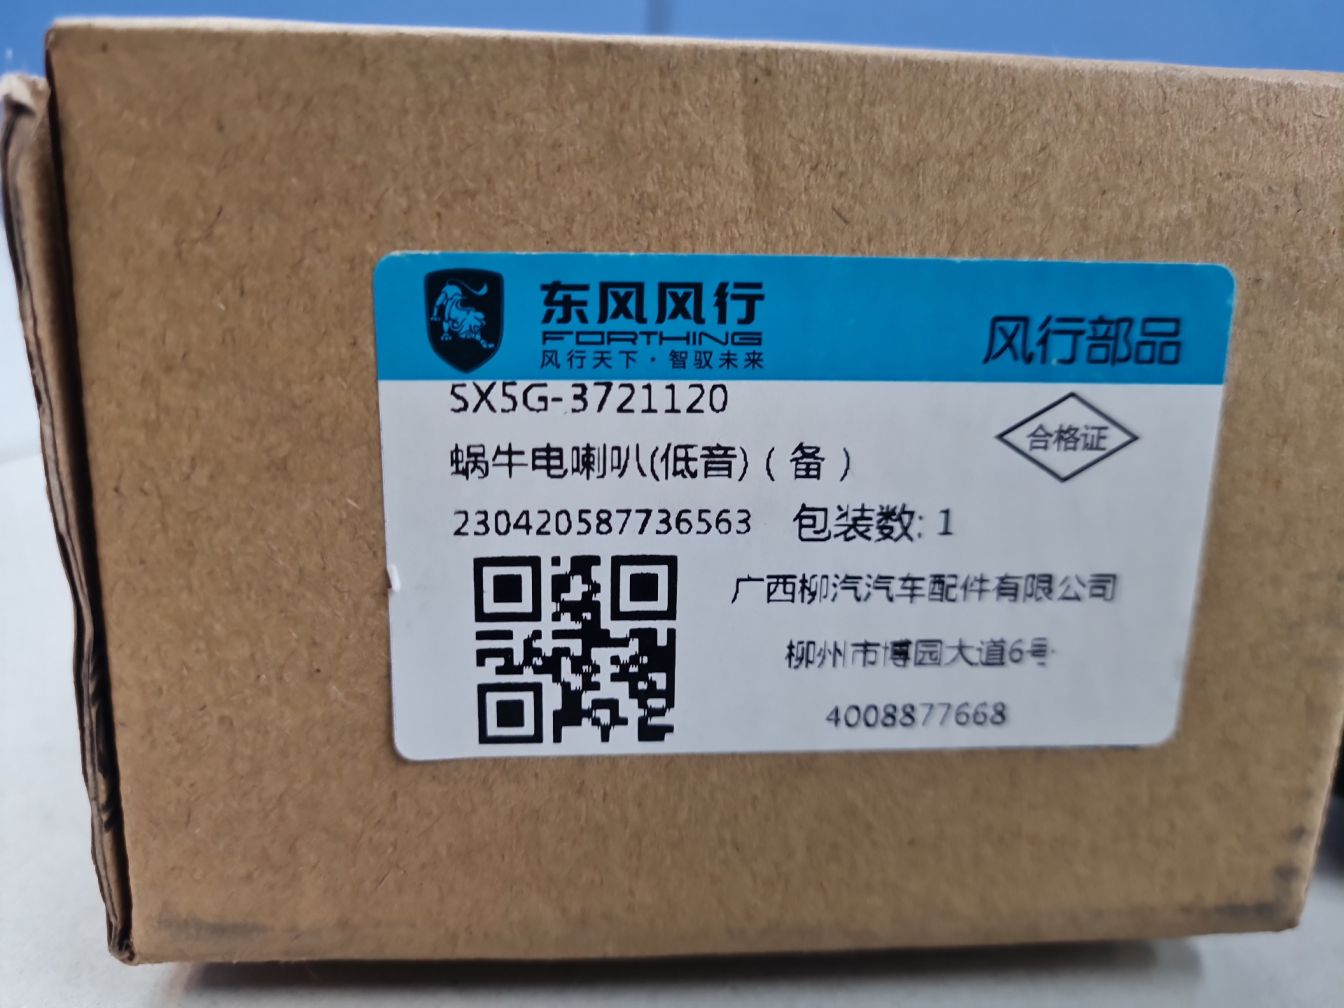 东风风行
FORTHING
风行天下·智驭未来
风行部品
SX5G-3721120
合格证
蜗牛电喇叭(低音)(备)
230420587736563 包装数: 1
广西柳汽汽车配件有限公司
柳州市博园大道6号
4008877668